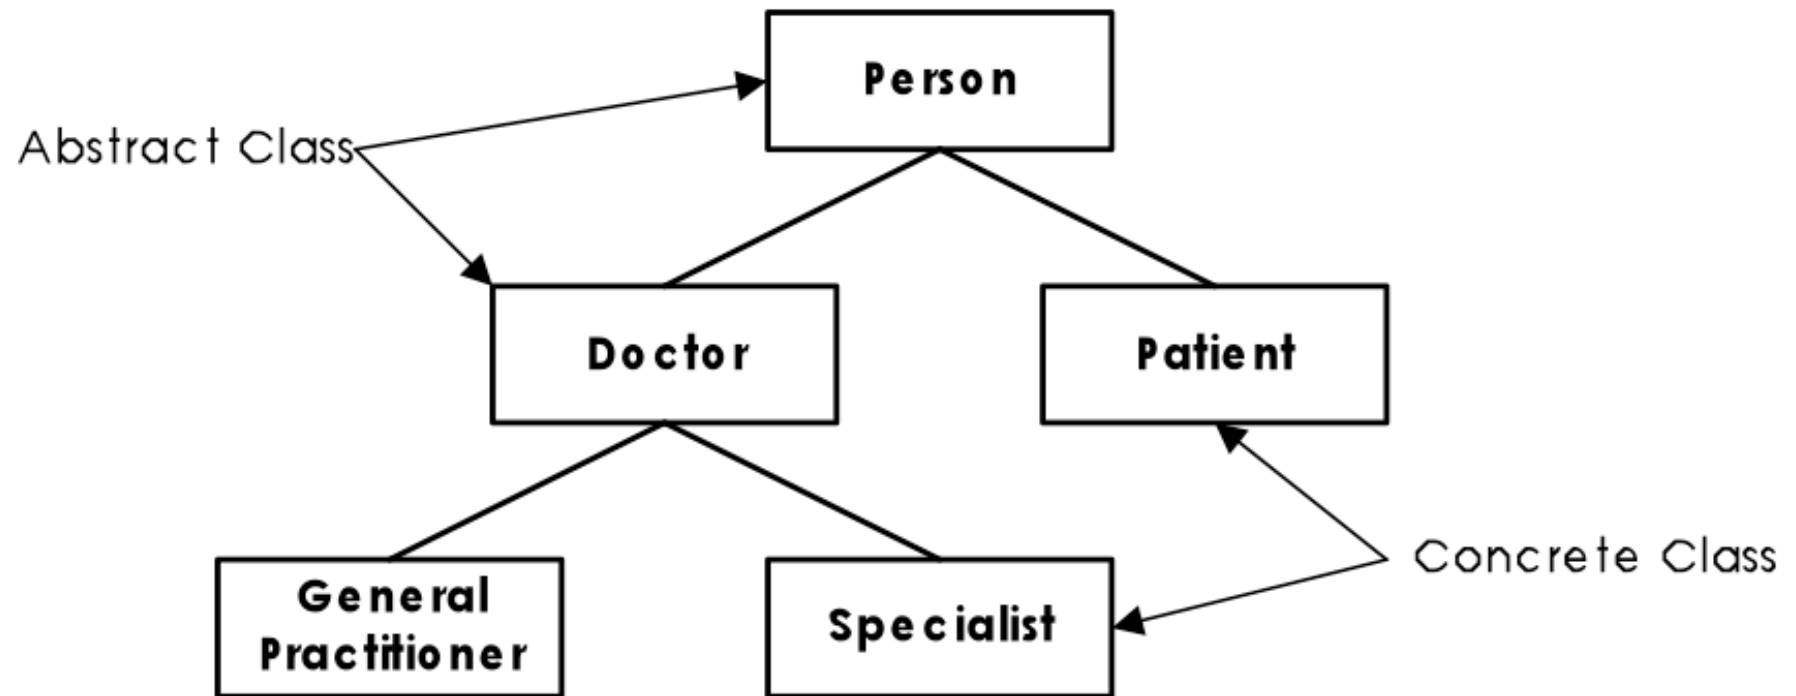 Person
Abstract Class
Doctor
Patient
General
Practitioner
Specialist
Concrete Class